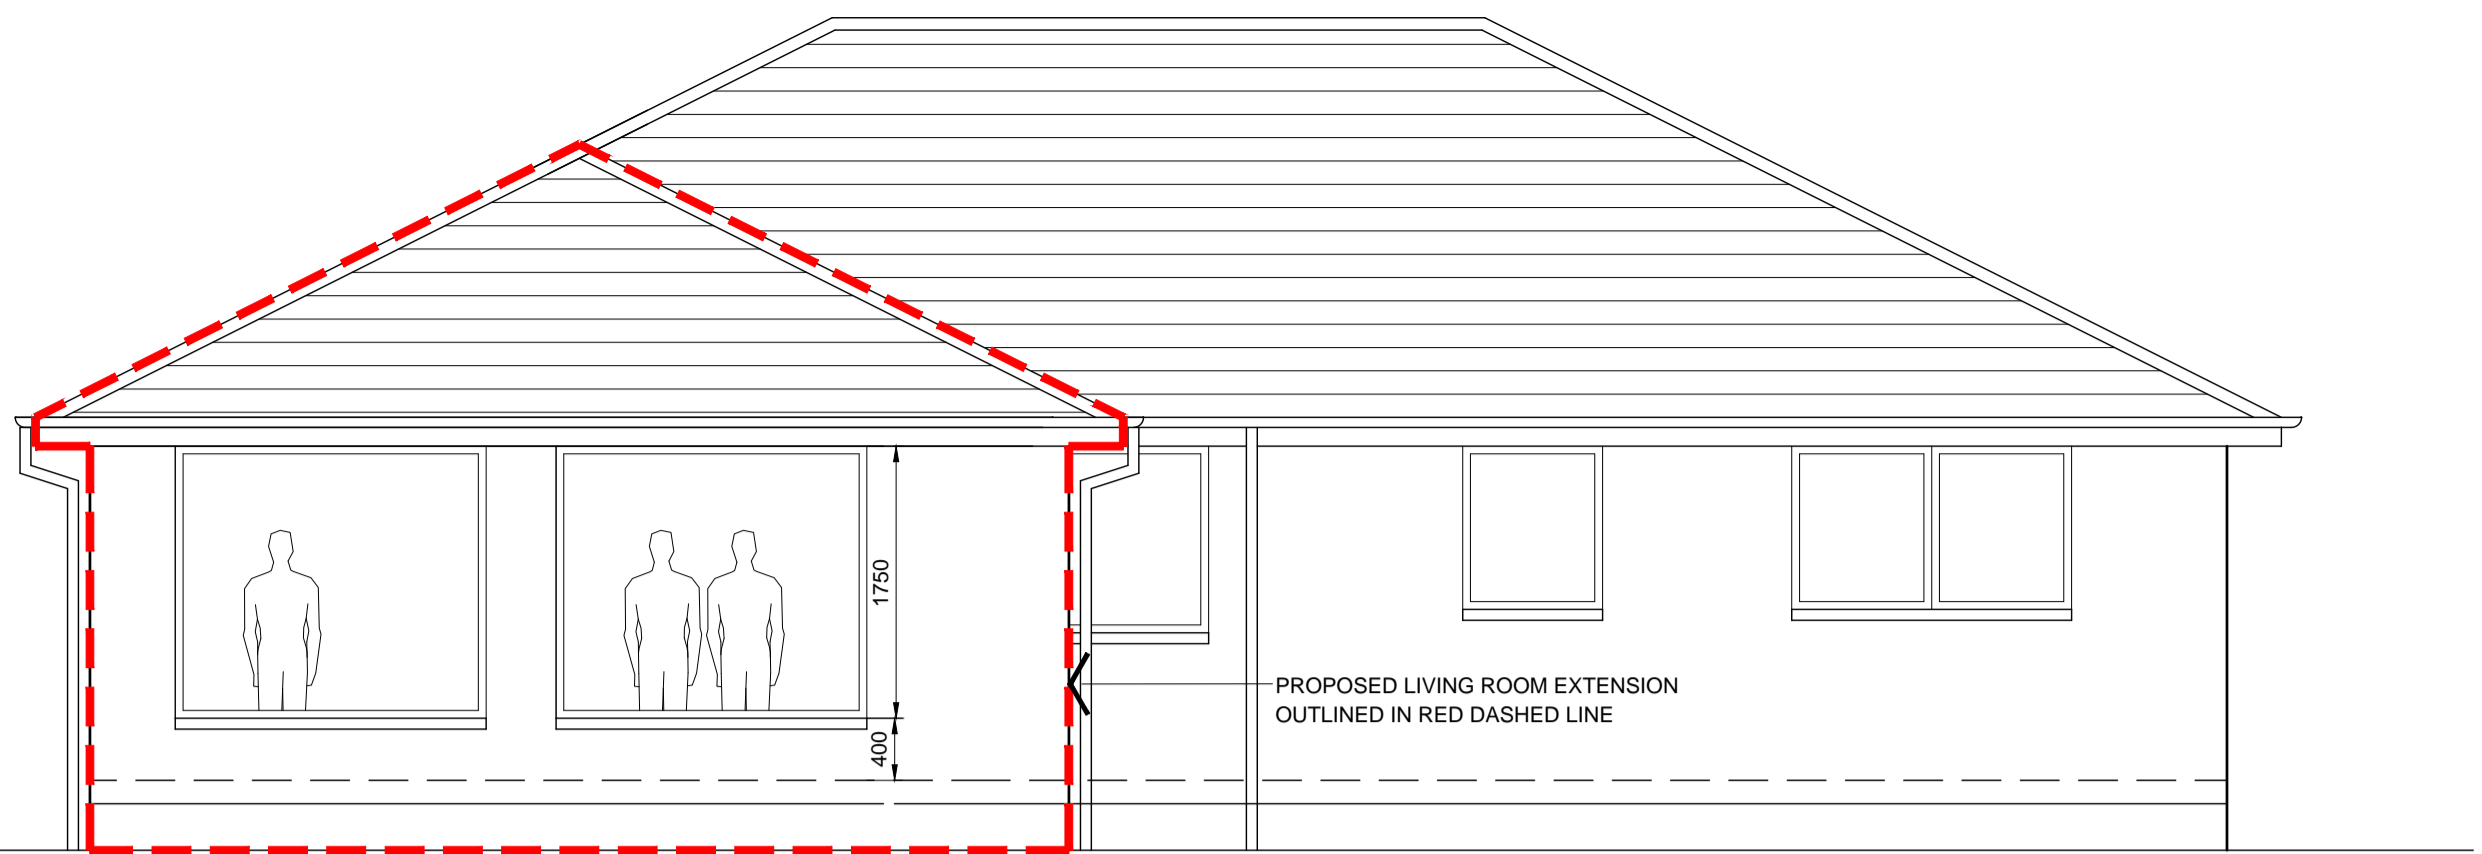 1750
400
PROPOSED LIVING ROOM EXTENSION
OUTLINED IN RED DASHED LINE